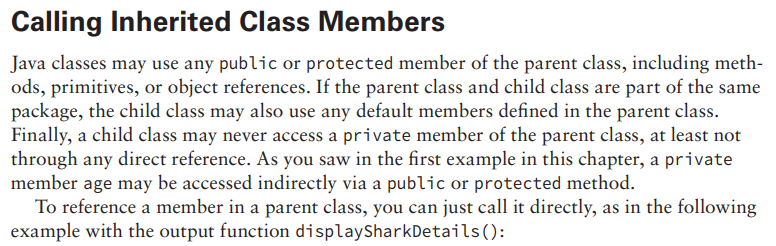 Calling Inherited Class Members
Java classes may use any public or protected member of the parent class, including meth-
ods, primitives, or object references. If the parent class and child class are part of the same
package, the child class may also use any default members defined in the parent class.
Finally, a child class may never access a private member of the parent class, at least not
through any direct reference. As you saw in the first example in this chapter, a private
member age may be accessed indirectly via a public or protected method.
To reference a member in a parent class, you can just call it directly, as in the following
example with the output function displaySharkDetails():